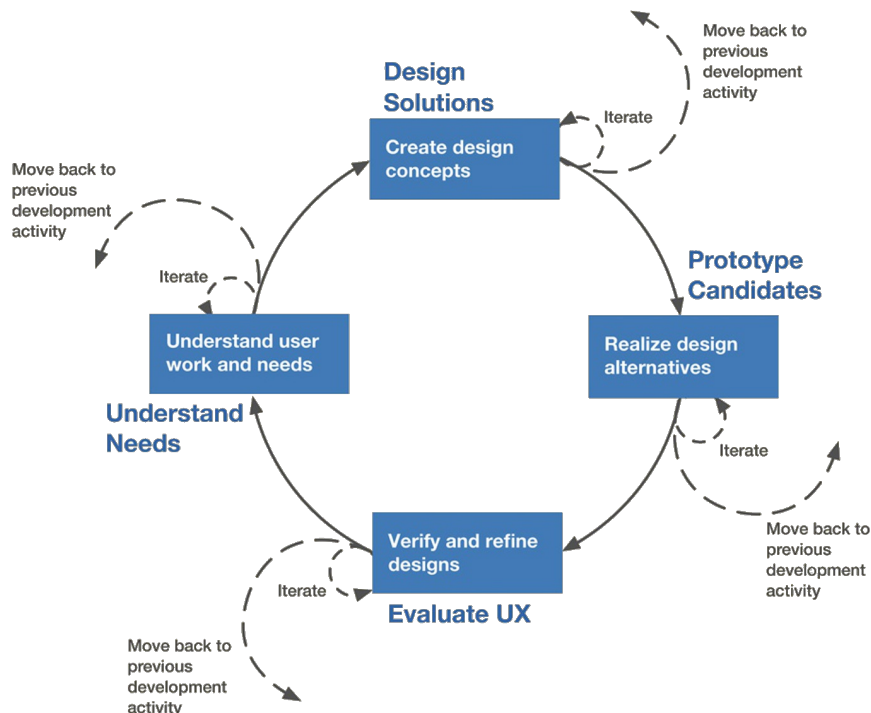 Move back to
previous
development
activity
Design
Solutions
Iterate
Create design
concepts
Move back to
previous
development
activity
Iterate
Prototype
Candidates
Understand user
work and needs
Realize design
alternatives
Understand
Needs
Iterate
Verify and refine
designs
Iterate
Evaluate UX
Move back to
previous
development
activity
Move back to
previous
development
activity